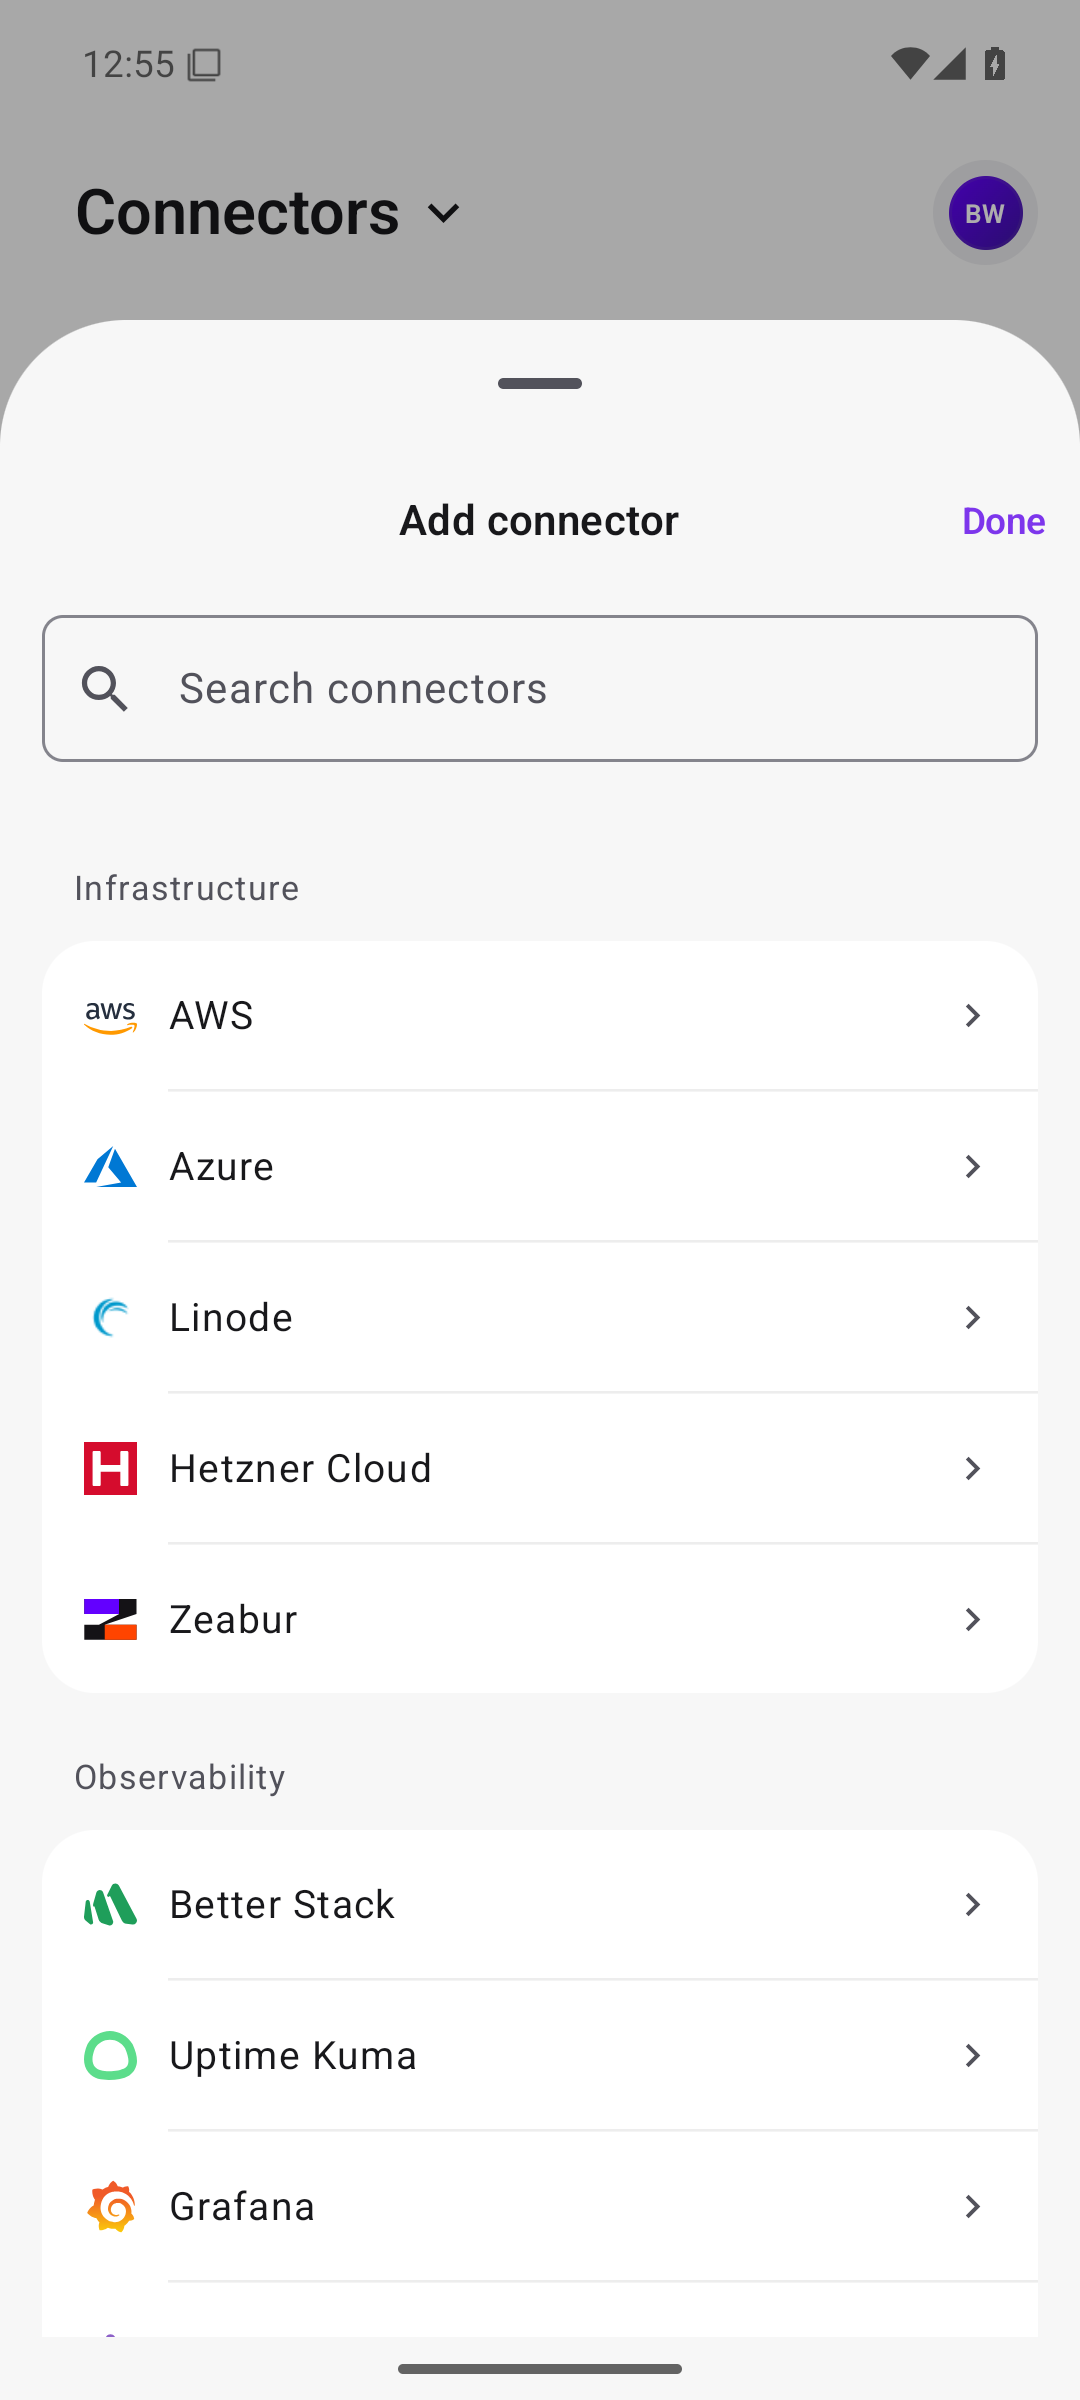 12:55
Connectors
BW
Add connector
Done
Search connectors
Infrastructure
aws AWS
Azure
Linode
Hetzner Cloud
Zeabur
Observability
Better Stack
Uptime Kuma
Grafana